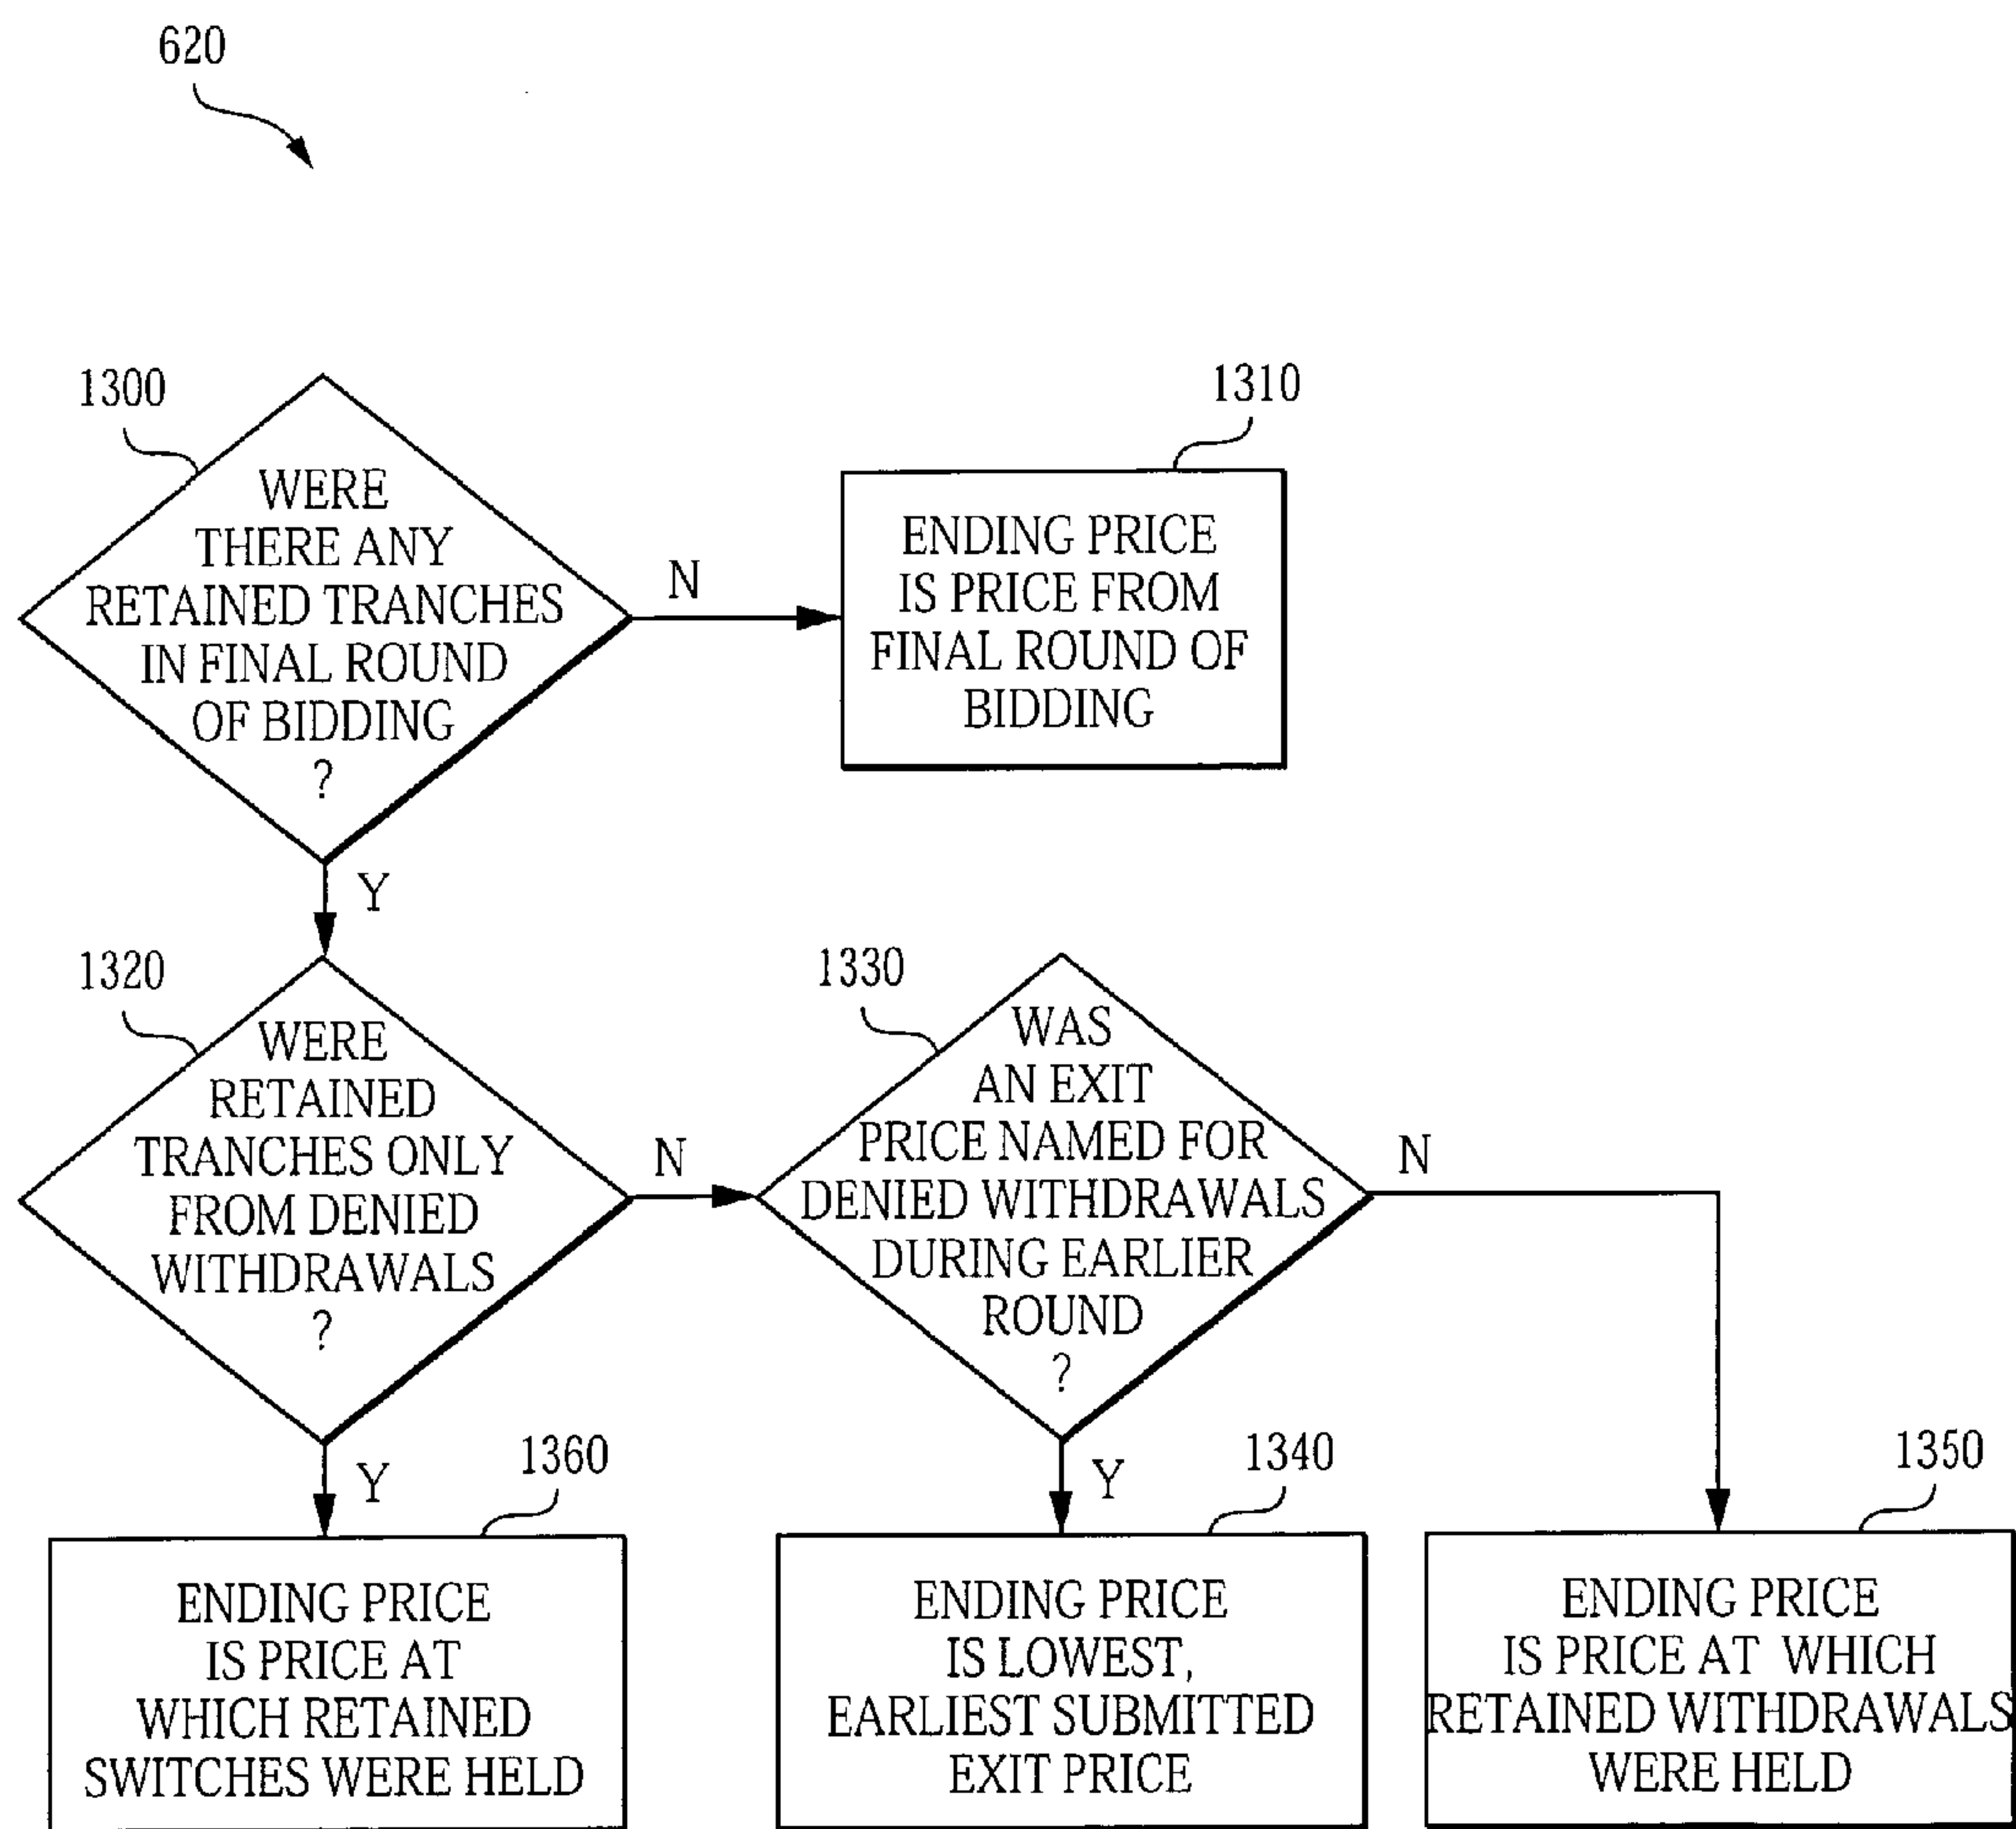 620
1300
WERE
THERE ANY
RETAINED TRANCHES
IN FINAL ROUND
OF BIDDING
?
N
1310
ENDING PRICE
IS PRICE FROM
FINAL ROUND OF
BIDDING
Y
1320
WERE
RETAINED
TRANCHES ONLY
FROM DENIED
WITHDRAWALS
?
N
1330
WAS
AN EXIT
PRICE NAMED FOR
DENIED WITHDRAWALS
DURING EARLIER
ROUND
?
N
Y
1360
ENDING PRICE
IS PRICE AT
WHICH RETAINED
SWITCHES WERE HELD
Y
1340
ENDING PRICE
IS LOWEST,
EARLIEST SUBMITTED
EXIT PRICE
1350
ENDING PRICE
IS PRICE AT WHICH
RETAINED WITHDRAWALS
WERE HELD